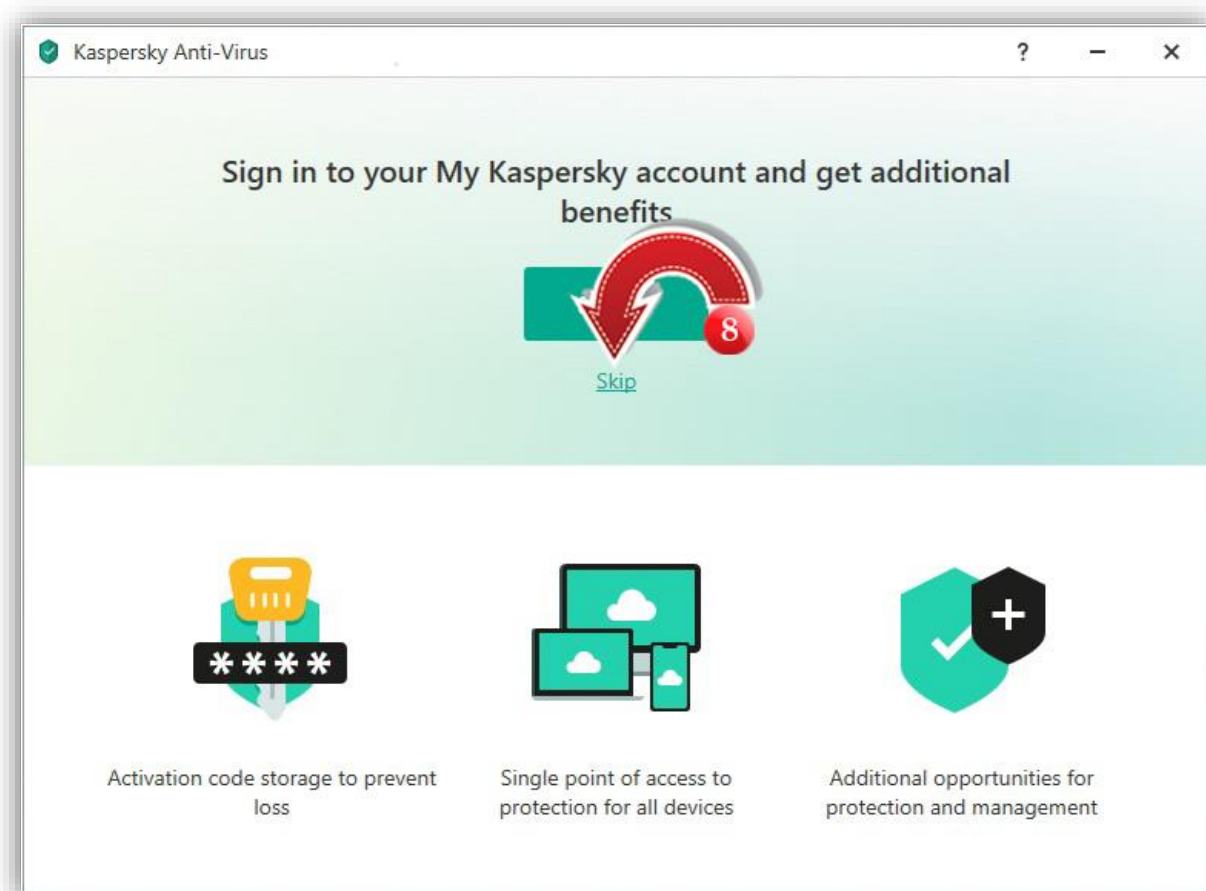 Kaspersky Anti-Virus
?
Sign in to your My Kaspersky account and get additional
benefits
8
Skip
****
Activation code storage to prevent
loss
Single point of access to
protection for all devices
Additional opportunities for
protection and management